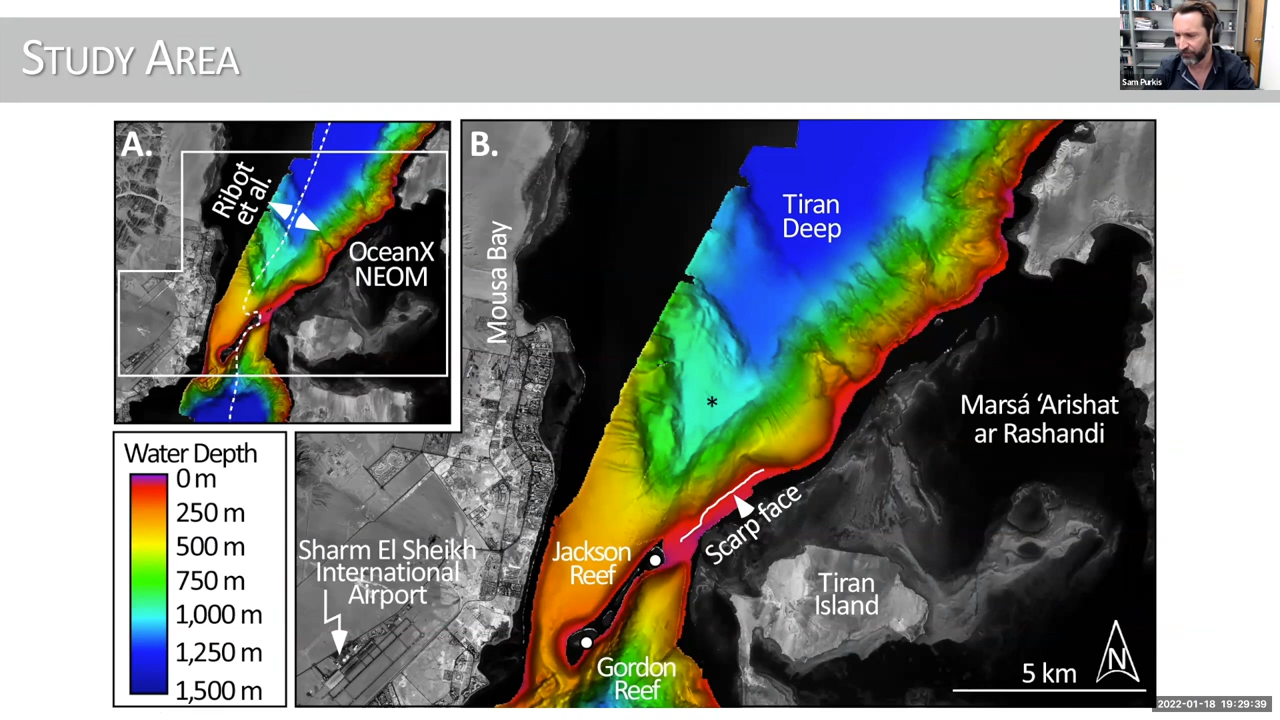 STUDY AREA
Sam Purkis
A.
Ribot
et al.
OceanX
NEOM
Water Depth
0 m
250 m
500 m
750 m
1,000 m
1,250 m
1,500 m
B.
Mousa Bay
Tiran
Deep
*
Marsá ‘Arishat
ar Rashandi
Scarp face
Jackson
Reef
Sharm El Sheikh
International
Airport
Tiran
Island
Gordon
Reef
5 km
N
2022-01-18 19:29:39